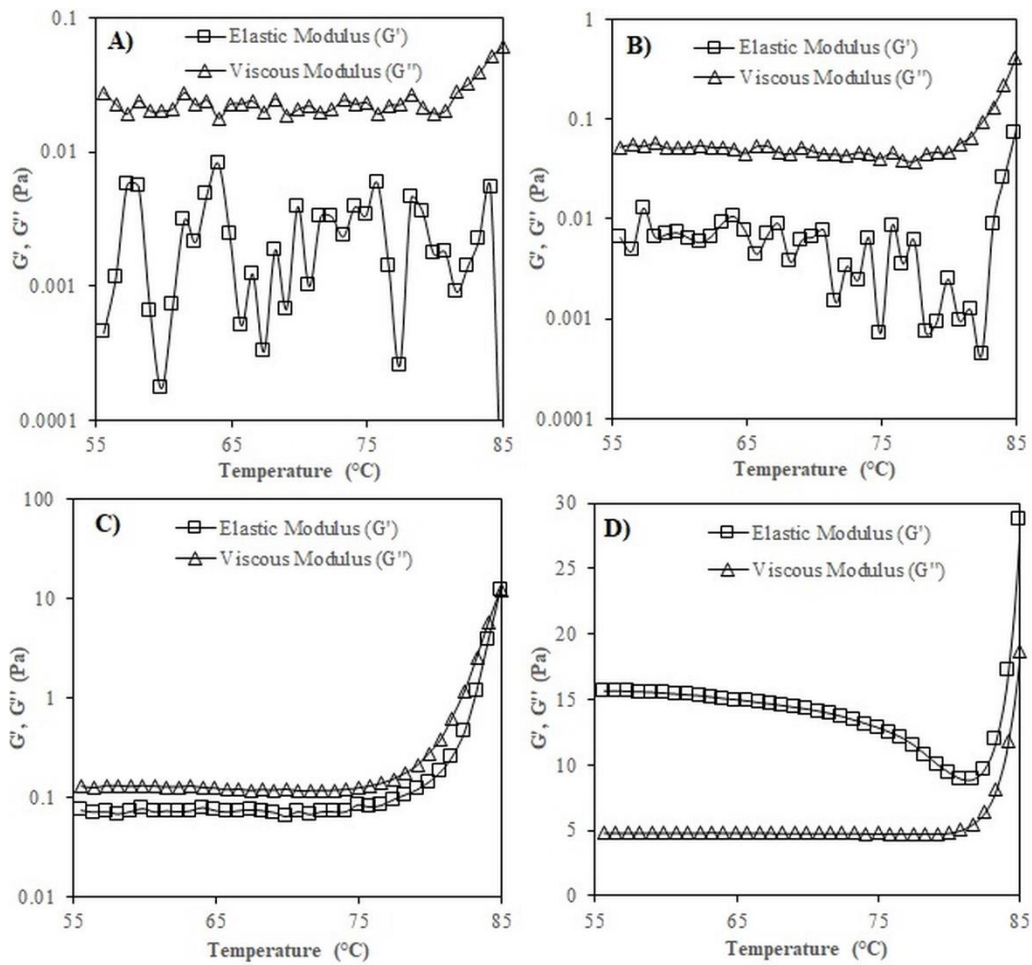 A)
Elastic Modulus (G')
Viscous Modulus (G'')
0.1
0.01
0.001
0.0001
G', G'' (Pa)
55 65 75 85
Temperature (°C)
B)
Elastic Modulus (G')
Viscous Modulus (G'')
1
0.1
0.01
0.001
0.0001
G', G'' (Pa)
55 65 75 85
Temperature (°C)
C)
Elastic Modulus (G')
Viscous Modulus (G'')
100
10
1
0.1
0.01
G', G'' (Pa)
55 65 75 85
Temperature (°C)
D)
Elastic Modulus (G')
Viscous Modulus (G'')
30
25
20
15
10
5
0
G', G'' (Pa)
55 65 75 85
Temperature (°C)